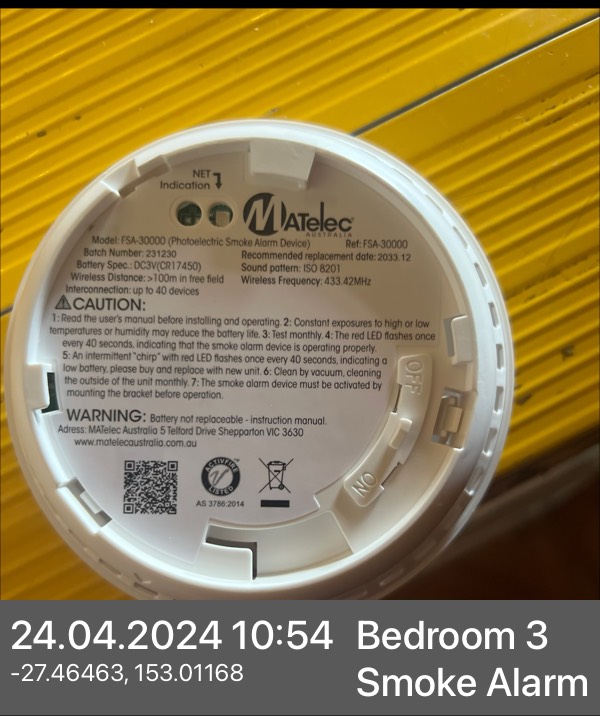 NET
Indication
MATelec
AUSTRALIA
Model: FSA-30000 (Photoelectric Smoke Alarm Device) Ref: FSA-30000
Batch Number: 231230 Recommended replacement date: 2033.12
Battery Spec.: DC3V(CR17450) Sound pattern: ISO 8201
Wireless Distance: >100m in free field Wireless Frequency: 433.42MHz
Interconnection: up to 40 devices
CAUTION:
1: Read the user's manual before installing and operating. 2: Constant exposures to high or low
temperatures or humidity may reduce the battery life. 3: Test monthly. 4: The red LED flashes once
every 40 seconds, indicating that the smoke alarm device is operating properly.
5: An intermittent "chirp" with red LED flashes once every 40 seconds, indicating a
low battery, please buy and replace with new unit. 6: Clean by vacuum, cleaning
the outside of the unit monthly. 7: The smoke alarm device must be activated by
mounting the bracket before operation.
WARNING: Battery not replaceable - instruction manual.
Adress: MATelec Australia 5 Telford Drive Shepparton VIC 3630
www.matelecaustralia.com.au
ACTIVFIRE
LISTED
AS 3786:2014
OFF
ON
24.04.2024 10:54
-27.46463, 153.01168
Bedroom 3
Smoke Alarm